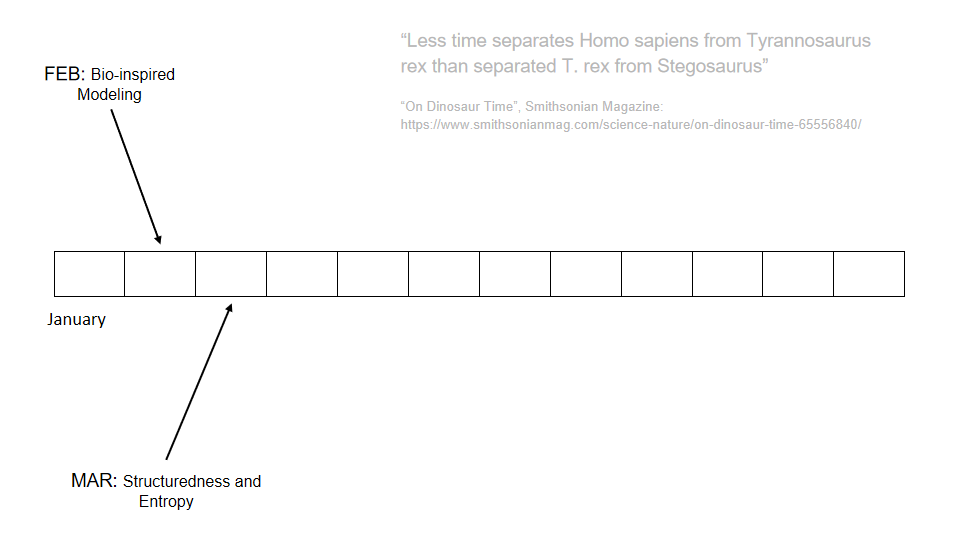 “Less time separates Homo sapiens from Tyrannosaurus
rex than separated T. rex from Stegosaurus”
“On Dinosaur Time”, Smithsonian Magazine:
https://www.smithsonianmag.com/science-nature/on-dinosaur-time-65556840/
FEB: Bio-inspired
Modeling
January
MAR: Structuredness and
Entropy